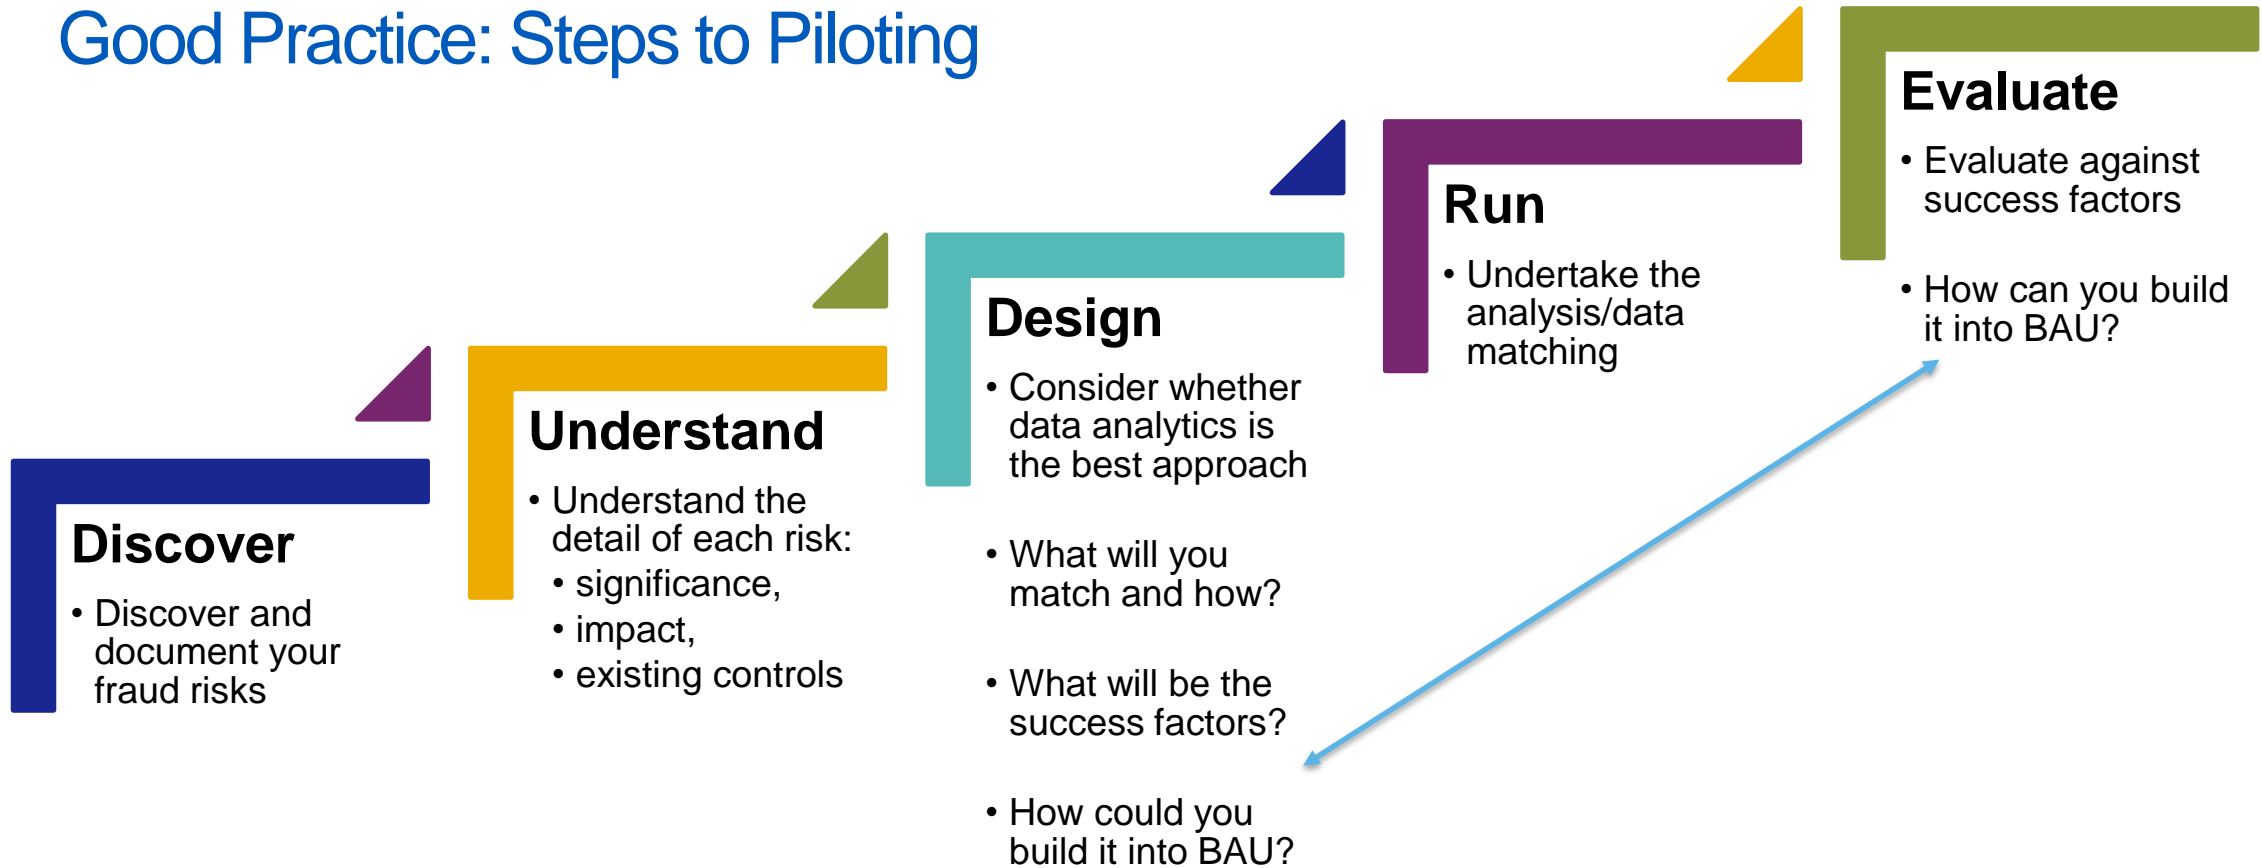 Good Practice: Steps to Piloting
Discover
• Discover and
document your
fraud risks
Understand
• Understand the
detail of each risk:
• significance,
• impact,
• existing controls
Design
• Consider whether
data analytics is
the best approach
• What will you
match and how?
• What will be the
success factors?
• How could you
build it into BAU?
Run
• Undertake the
analysis/data
matching
Evaluate
• Evaluate against
success factors
• How can you build
it into BAU?